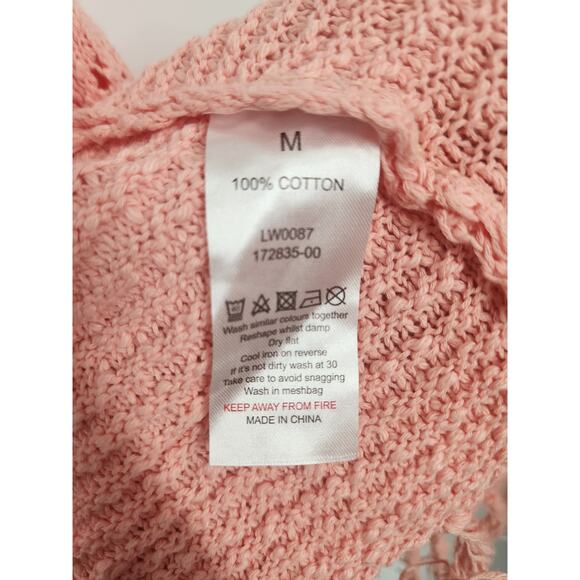 M
100% COTTON
LW0087
172835-00
40
Wash similar colours together
Reshape whilst damp
Dry flat
Cool iron on reverse
If it's not dirty wash at 30
Take care to avoid snagging
Wash in meshbag
KEEP AWAY FROM FIRE
MADE IN CHINA